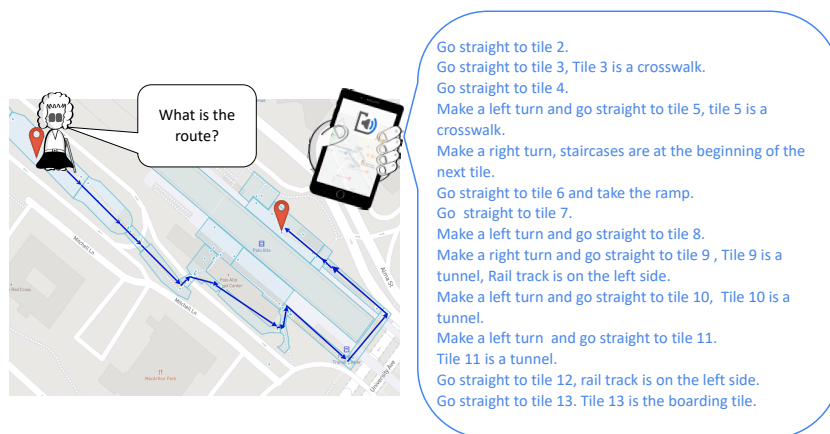 What is the
route?
Go straight to tile 2.
Go straight to tile 3, Tile 3 is a crosswalk.
Go straight to tile 4.
Make a left turn and go straight to tile 5, tile 5 is a
crosswalk.
Make a right turn, staircases are at the beginning of the
next tile.
Go straight to tile 6 and take the ramp.
Go  straight to tile 7.
Make a left turn and go straight to tile 8.
Make a right turn and go straight to tile 9 , Tile 9 is a
tunnel, Rail track is on the left side.
Make a left turn and go straight to tile 10,  Tile 10 is a
tunnel.
Make a left turn  and go straight to tile 11.
Tile 11 is a tunnel.
Go straight to tile 12, rail track is on the left side.
Go straight to tile 13. Tile 13 is the boarding tile.
Mitchell Ln
Palo Alto
Alma St
Mitchell Ln
MacArthur Park
University Ave